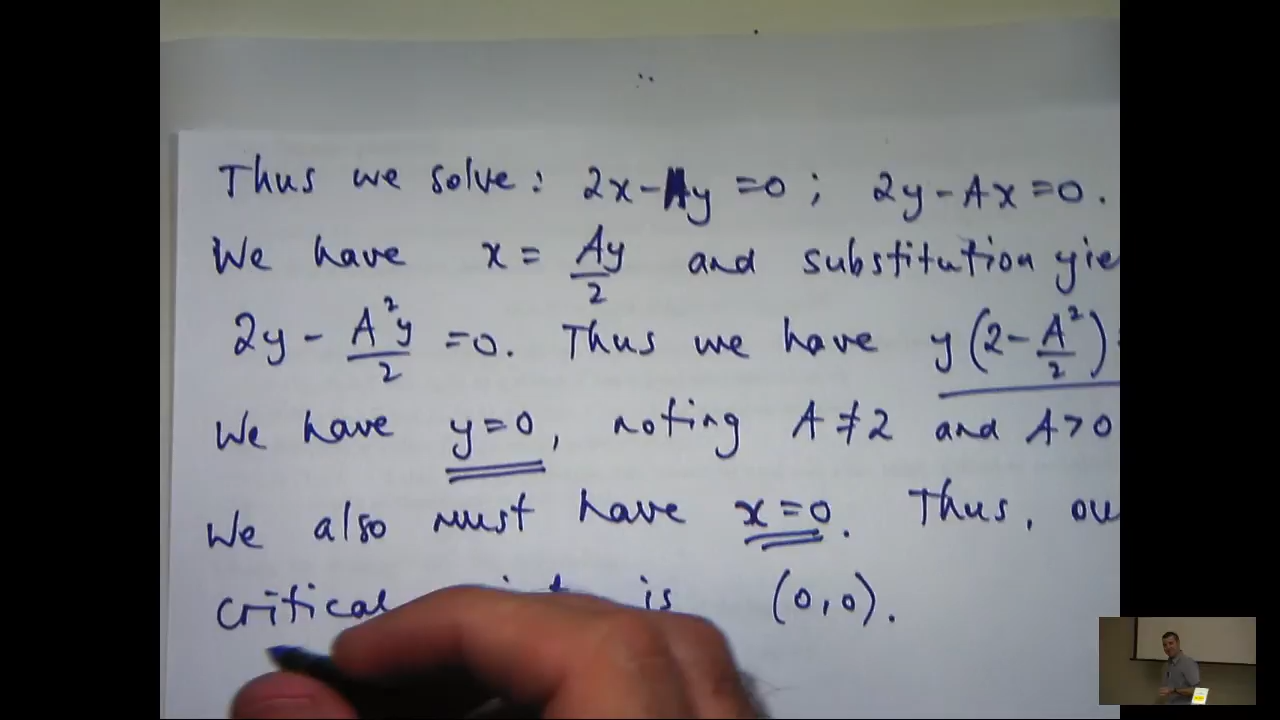 Thus we solve: 2x-Ay=0; 2y-Ax=0.
We have x = Ay/2 and substitution yie
2y - A²y/2 =0. Thus we have y(2-A²/2)
We have y=0, noting A≠2 and A>0
We also must have x=0. Thus, ou
critical is (0,0).